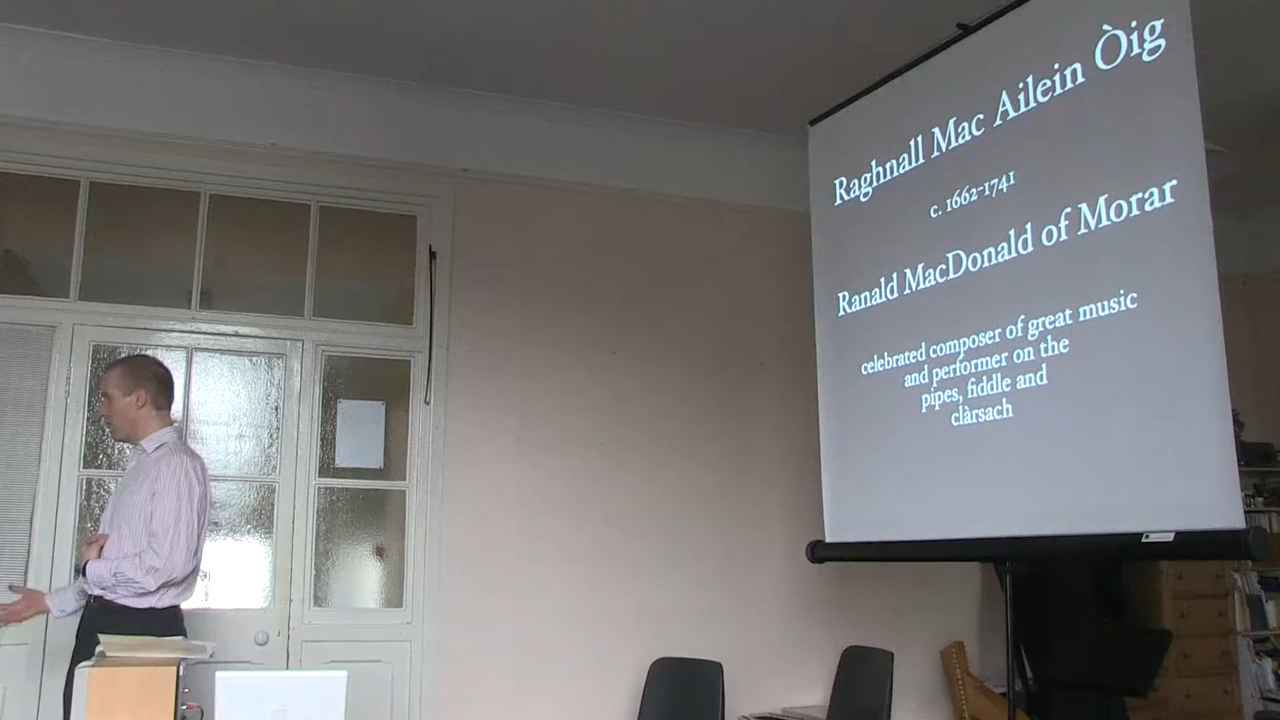 Raghnall Mac Ailein Òig
c. 1662-1741
Ranald MacDonald of Morar
celebrated composer of great music
and performer on the
pipes, fiddle and
clàrsach